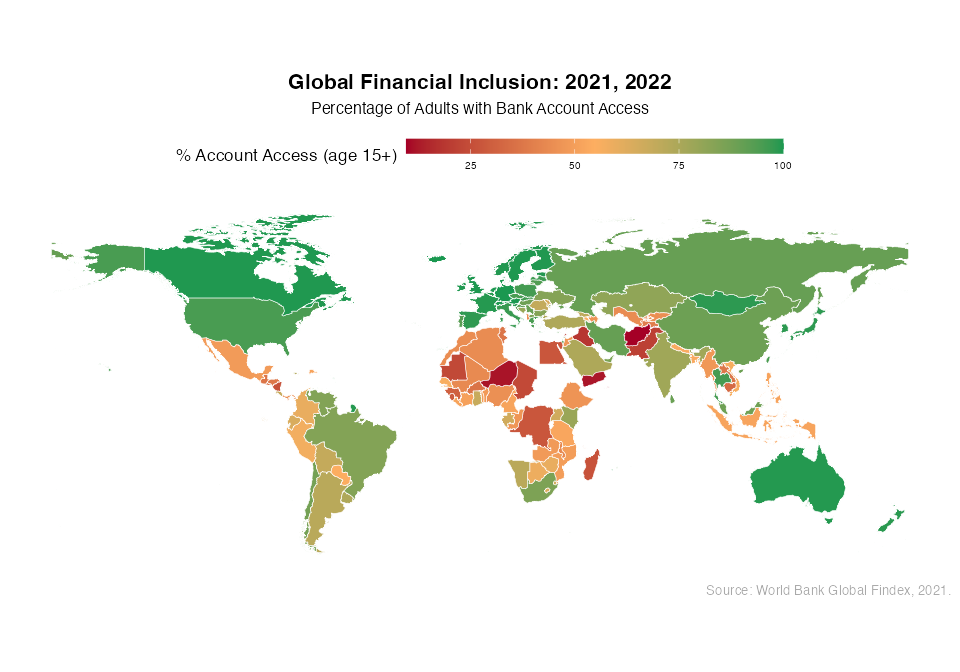 Global Financial Inclusion: 2021, 2022
Percentage of Adults with Bank Account Access
% Account Access (age 15+)
25 50 75 100
Source: World Bank Global Findex, 2021.